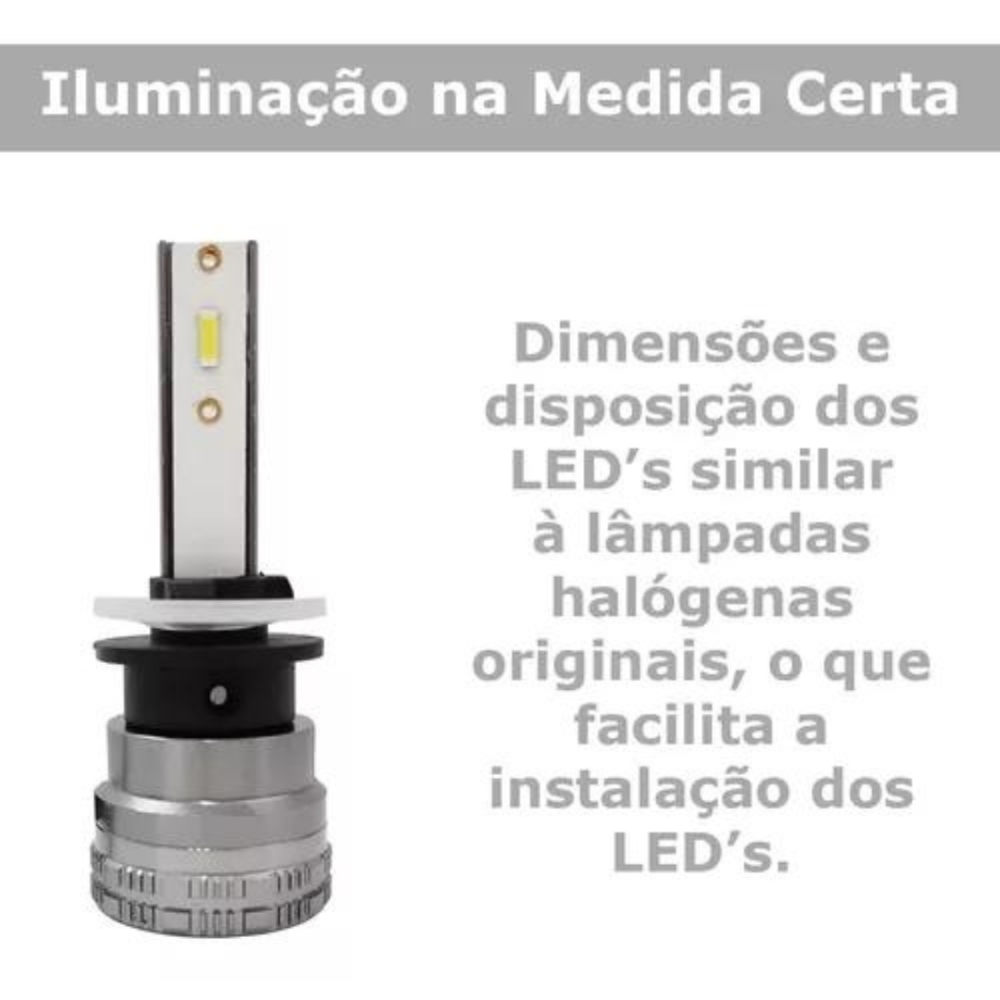 Iluminação na Medida Certa
Dimensões e
disposição dos
LED’s similar
à lâmpadas
halógenas
originais, o que
facilita a
instalação dos
LED’s.